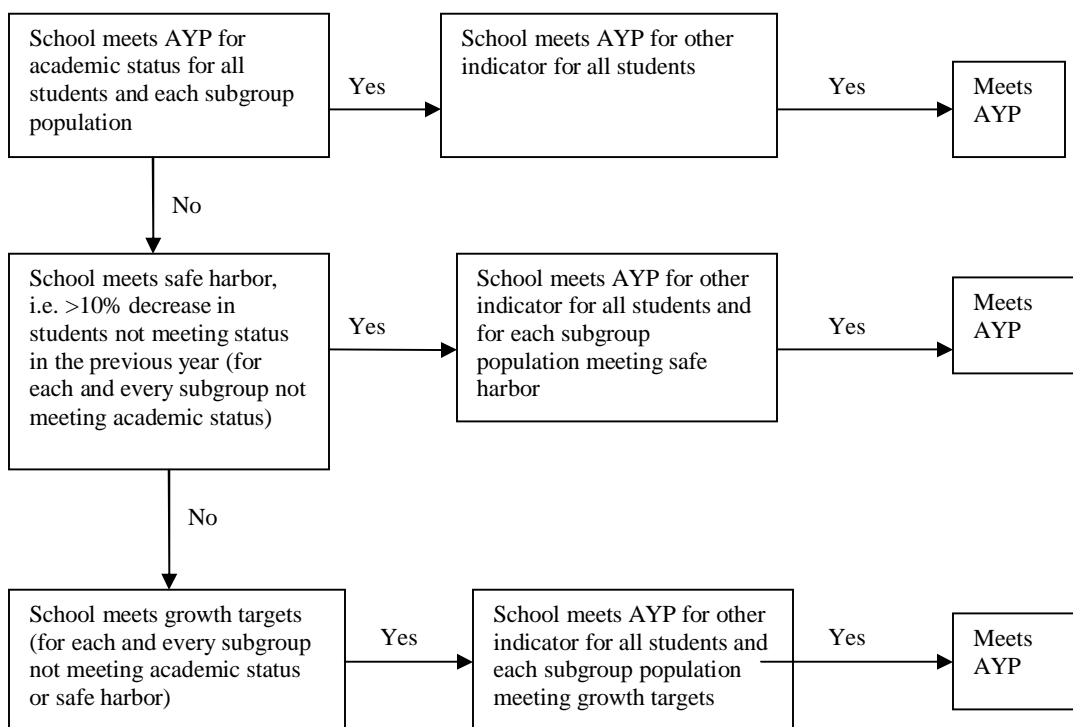 School meets AYP for
academic status for all
students and each subgroup
population
Yes
School meets AYP for other
indicator for all students
Yes
Meets
AYP
No
School meets safe harbor,
i.e. >10% decrease in
students not meeting status
in the previous year (for
each and every subgroup not
meeting academic status)
Yes
School meets AYP for other
indicator for all students and
for each subgroup
population meeting safe
harbor
Yes
Meets
AYP
No
School meets growth targets
(for each and every subgroup
not meeting academic status
or safe harbor)
Yes
School meets AYP for other
indicator for all students and
each subgroup population
meeting growth targets
Yes
Meets
AYP